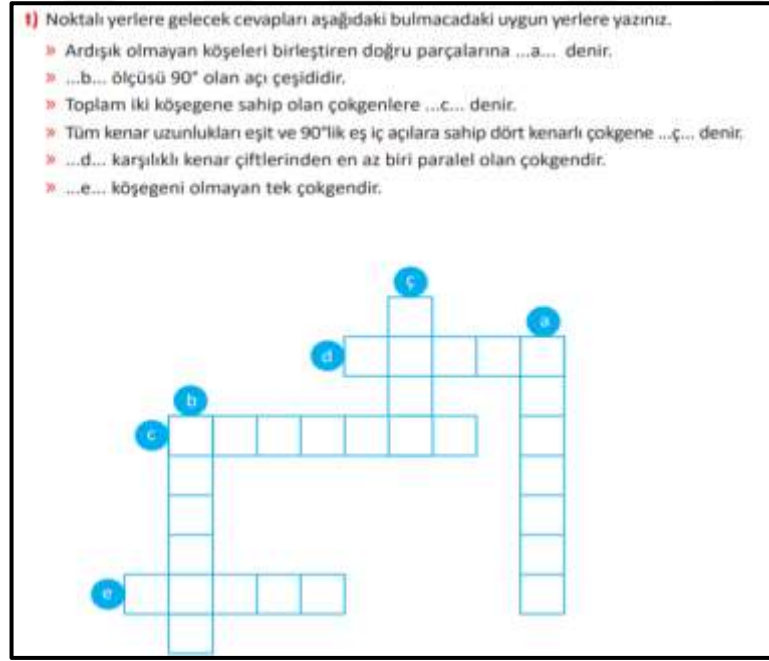 t) Noktalı yerlere gelecek cevapları aşağıdaki bulmacadaki uygun yerlere yazınız.
» Ardışık olmayan köşeleri birleştiren doğru parçalarına ...a... denir.
» ...b... ölçüsü 90° olan açı çeşididir.
» Toplam iki köşegene sahip olan çokgenlere ...c... denir.
» Tüm kenar uzunlukları eşit ve 90°lik eş iç açılara sahip dört kenarlı çokgene ...ç... denir.
» ...d... karşılıklı kenar çiftlerinden en az biri paralel olan çokgendir.
» ...e... köşegeni olmayan tek çokgendir.
ç
a
d
b
c
e